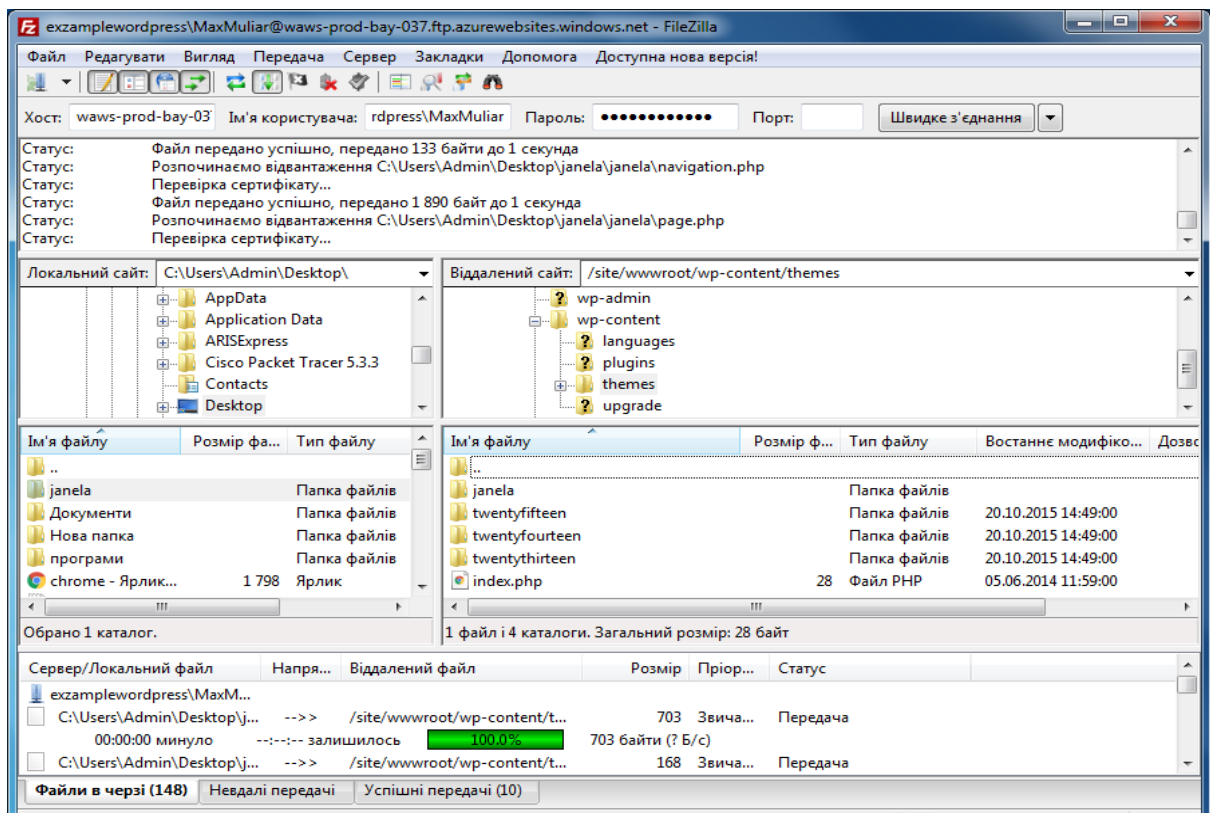 exzamplewordpress\MaxMuliar@waws-prod-bay-037.ftp.azurewebsites.windows.net - FileZilla
Файл Редагувати Вигляд Передача Сервер Закладки Допомога Доступна нова версія!
Хост: waws-prod-bay-03 Ім'я користувача: rdpress\MaxMuliar Пароль: ●●●●●●●●●●●● Порт: Швидке з'єднання
Статус: Файл передано успішно, передано 133 байти до 1 секунда
Статус: Розпочинаємо відвантаження C:\Users\Admin\Desktop\janela\janela\navigation.php
Статус: Перевірка сертифікату...
Статус: Файл передано успішно, передано 1 890 байт до 1 секунда
Статус: Розпочинаємо відвантаження C:\Users\Admin\Desktop\janela\janela\page.php
Статус: Перевірка сертифікату...
Локальний сайт: C:\Users\Admin\Desktop\
AppData
Application Data
ARISExpress
Cisco Packet Tracer 5.3.3
Contacts
Desktop
Віддалений сайт: /site/wwwroot/wp-content/themes
wp-admin
wp-content
languages
plugins
themes
upgrade
Ім'я файлу Розмір фа... Тип файлу
..
janela Папка файлів
Документи Папка файлів
Нова папка Папка файлів
програми Папка файлів
chrome - Ярлик... 1 798 Ярлик
Обрано 1 каталог.
Ім'я файлу Розмір ф... Тип файлу Востаннє модифіко... Дозво
..
janela Папка файлів
twentyfifteen Папка файлів 20.10.2015 14:49:00
twentyfourteen Папка файлів 20.10.2015 14:49:00
twentythirteen Папка файлів 20.10.2015 14:49:00
index.php 28 Файл PHP 05.06.2014 11:59:00
1 файл і 4 каталоги. Загальний розмір: 28 байт
Сервер/Локальний файл Напря... Віддалений файл Розмір Пріор... Статус
exzamplewordpress\MaxM...
C:\Users\Admin\Desktop\j... -->> /site/wwwroot/wp-content/t... 703 Звича... Передача
00:00:00 минуло --:--:-- залишилось 100.0% 703 байти (? Б/с)
C:\Users\Admin\Desktop\j... -->> /site/wwwroot/wp-content/t... 168 Звича... Передача
Файли в черзі (148) Невдалі передачі Успішні передачі (10)